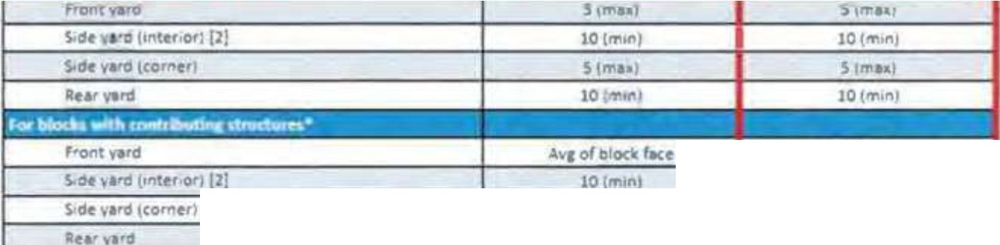 Front yard 5 (max) 5 (max)
Side yard (interior) [2] 10 (min) 10 (min)
Side yard (corner) 5 (max) 5 (max)
Rear yard 10 (min) 10 (min)
For blocks with contributing structures*
Front yard Avg of block face
Side yard (interior) [2] 10 (min)
Side yard (corner)
Rear yard